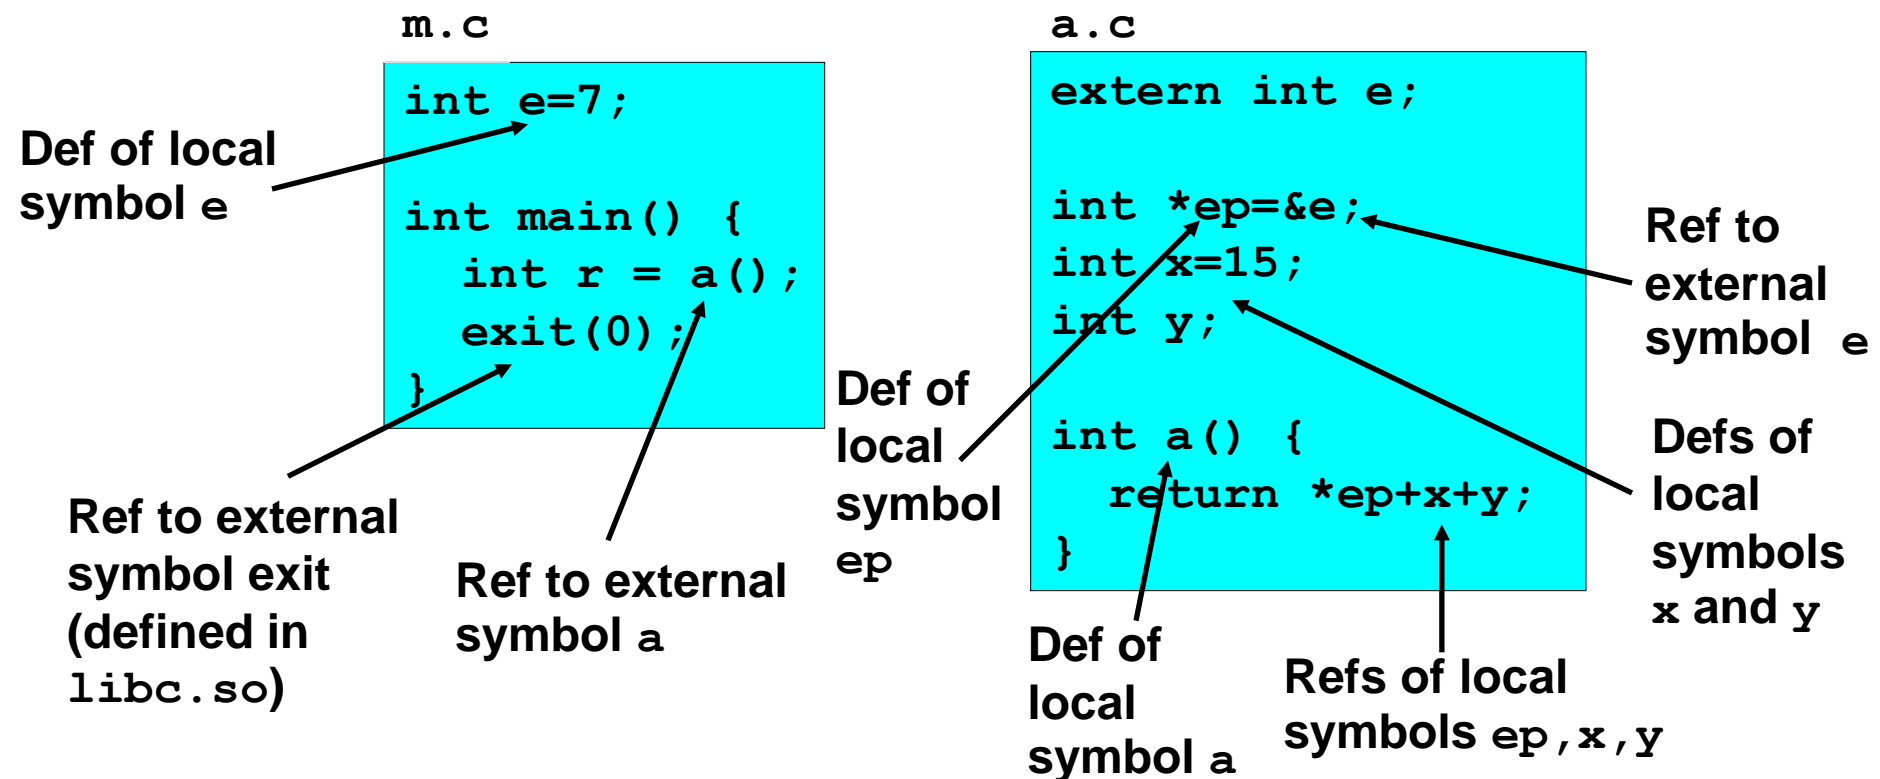 m.c
int e=7;
int main() {
int r = a();
exit(0);
}
Def of local
symbol e
Ref to external
symbol exit
(defined in
libc.so)
Ref to external
symbol a
a.c
extern int e;
int *ep=&e;
int x=15;
int y;
int a() {
return *ep+x+y;
}
Def of
local
symbol
ep
Ref to
external
symbol e
Defs of
local
symbols
x and y
Def of
local
symbol a
Refs of local
symbols ep,x,y